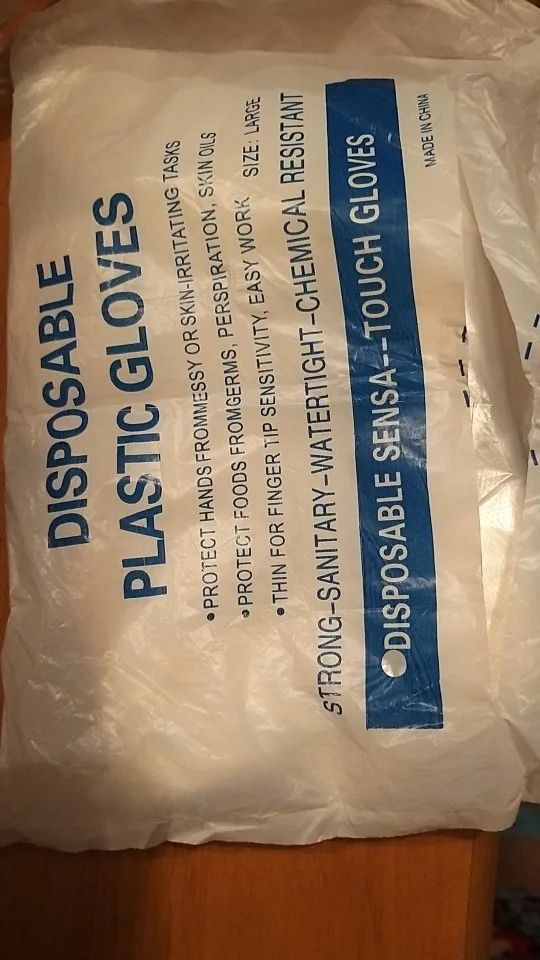 DISPOSABLE
PLASTIC GLOVES
•PROTECT HANDS FROMMESSY OR SKIN-IRRITATING TASKS
•PROTECT FOODS FROMGERMS, PERSPIRATION, SKIN OILS
•THIN FOR FINGER TIP SENSITIVITY, EASY WORK SIZE: LARGE
STRONG–SANITARY–WATERTIGHT–CHEMICAL RESISTANT
●DISPOSABLE SENSA--TOUCH GLOVES
MADE IN CHINA